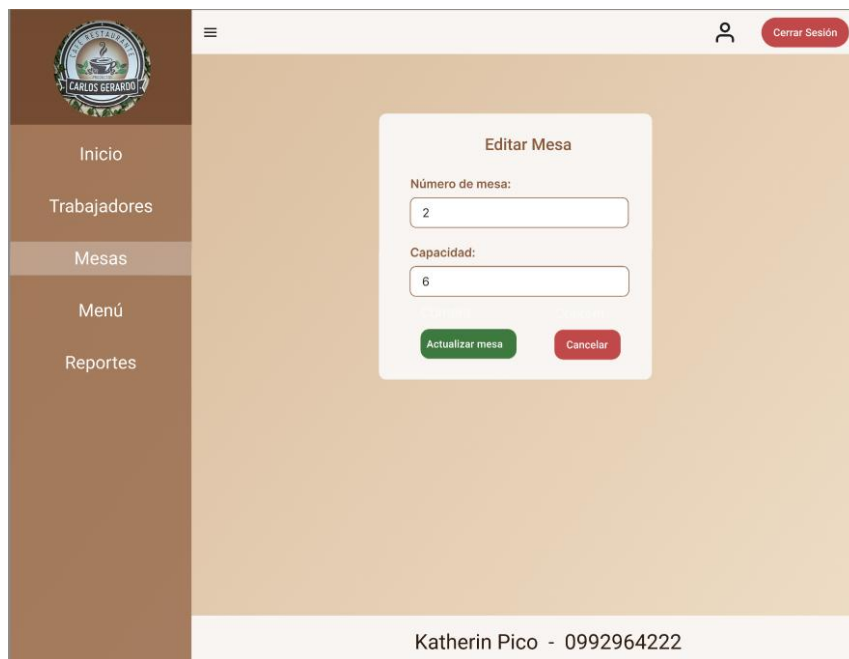 CAFÉ RESTAURANTE
CARLOS GERARDO
Cerrar Sesión
Inicio
Trabajadores
Mesas
Menú
Reportes
Editar Mesa
Número de mesa:
2
Capacidad:
6
Actualizar mesa
Cancelar
Katherin Pico - 0992964222